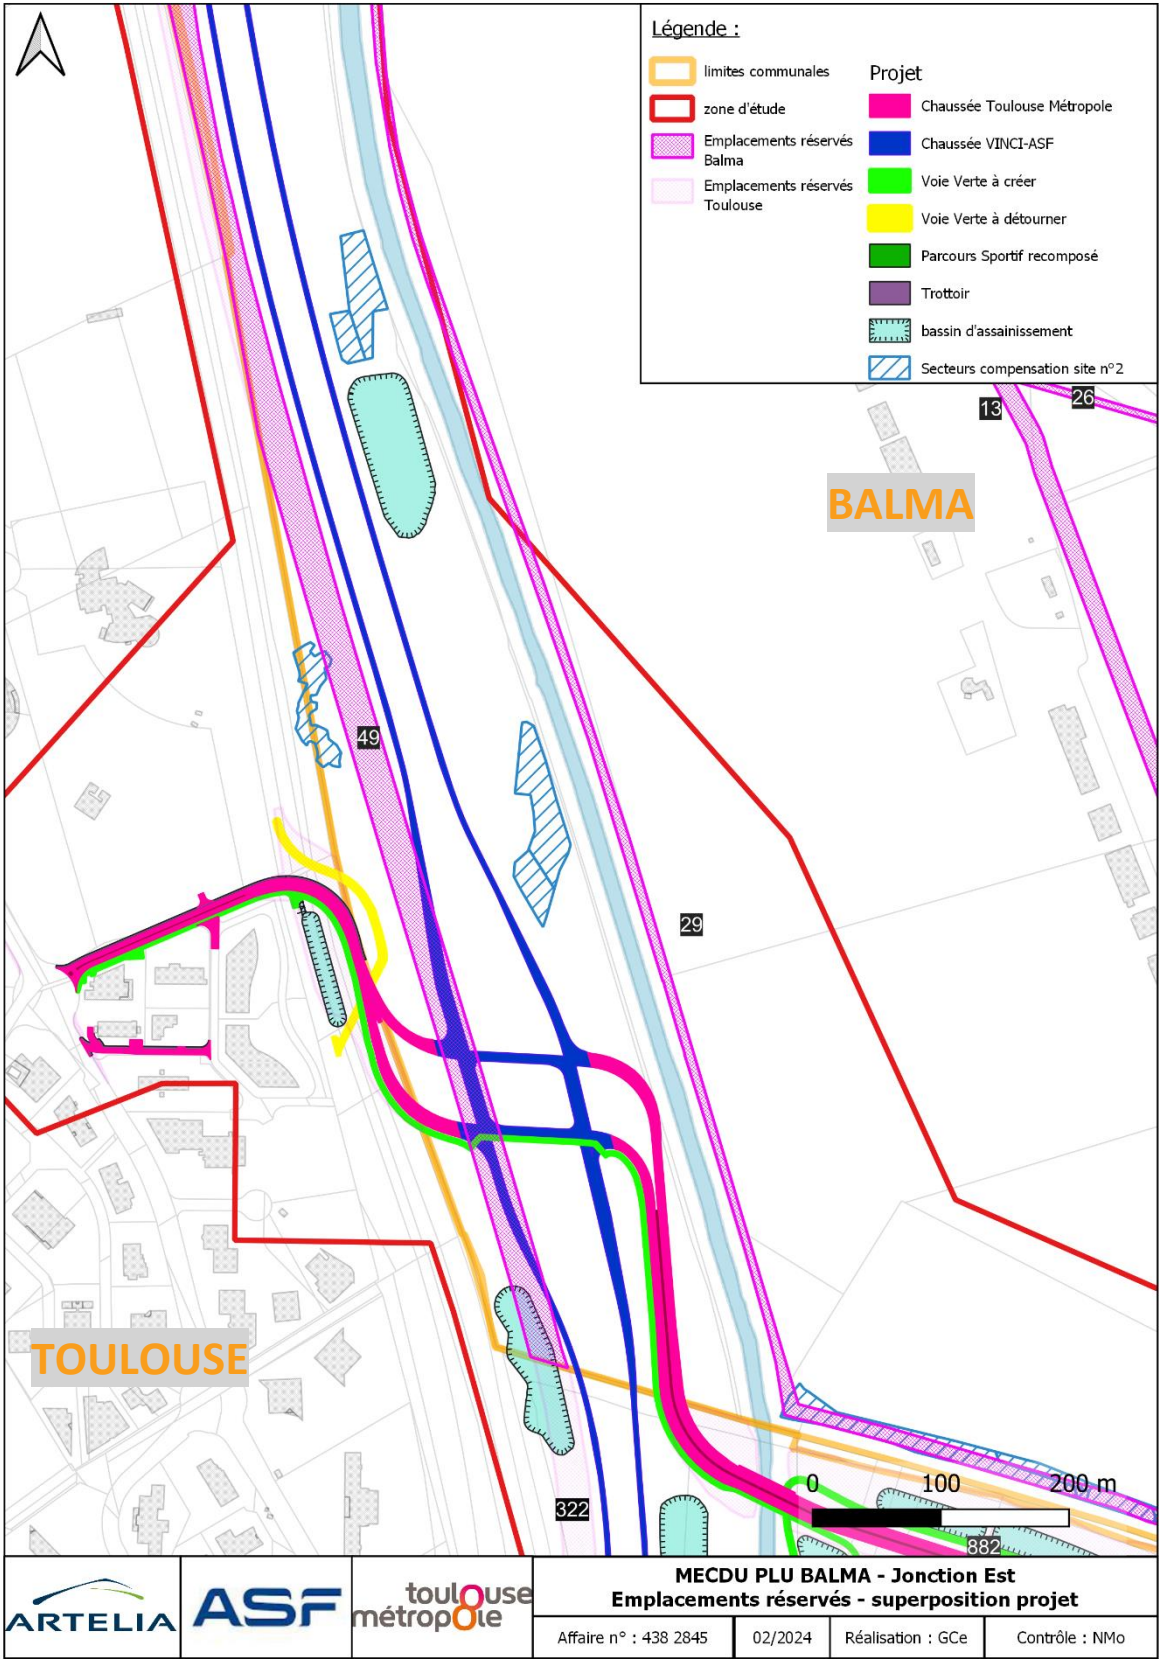 Légende :
limites communales
zone d'étude
Emplacements réservés
Balma
Emplacements réservés
Toulouse
Projet
Chaussée Toulouse Métropole
Chaussée VINCI-ASF
Voie Verte à créer
Voie Verte à détourner
Parcours Sportif recomposé
Trottoir
bassin d'assainissement
Secteurs compensation site n°2
13
26
BALMA
49
29
TOULOUSE
0 100 200 m
322
882
ARTELIA
ASF
toulouse
métropole
MECDU PLU BALMA - Jonction Est
Emplacements réservés - superposition projet
Affaire n° : 438 2845
02/2024
Réalisation : GCe
Contrôle : NMo